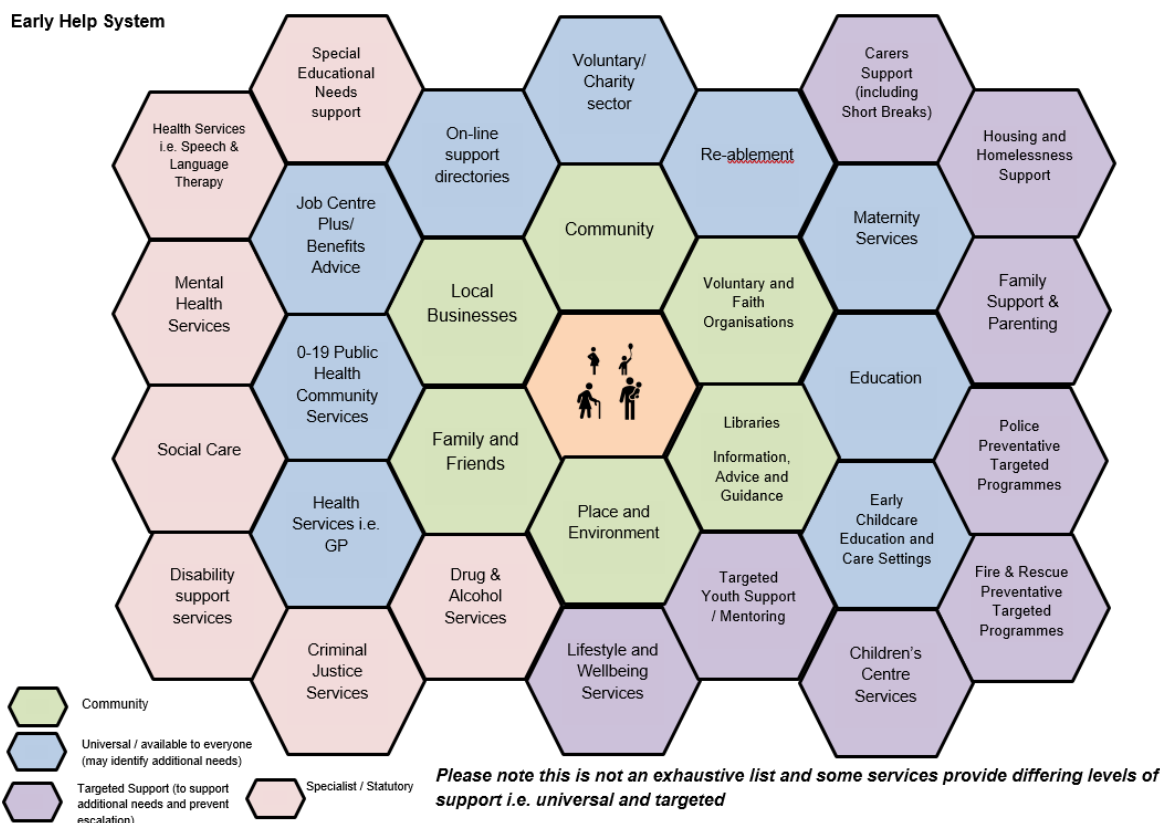 Early Help System
Special
Educational
Needs
support
Voluntary/
Charity
sector
Carers
Support
(including
Short Breaks)
Health Services
i.e. Speech &
Language
Therapy
On-line
support
directories
Re-ablement
Housing and
Homelessness
Support
Job Centre
Plus/
Benefits
Advice
Community
Maternity
Services
Mental
Health
Services
Local
Businesses
Voluntary and
Faith
Organisations
Family
Support &
Parenting
0-19 Public
Health
Community
Services
Education
Social Care
Family and
Friends
Libraries
Information,
Advice and
Guidance
Police
Preventative
Targeted
Programmes
Health
Services i.e.
GP
Place and
Environment
Early
Childcare
Education and
Care Settings
Disability
support
services
Drug &
Alcohol
Services
Targeted
Youth Support
/ Mentoring
Fire & Rescue
Preventative
Targeted
Programmes
Criminal
Justice
Services
Lifestyle and
Wellbeing
Services
Children’s
Centre
Services
Community
Universal / available to everyone
(may identify additional needs)
Targeted Support (to support
additional needs and prevent
escalation)
Specialist / Statutory
Please note this is not an exhaustive list and some services provide differing levels of
support i.e. universal and targeted